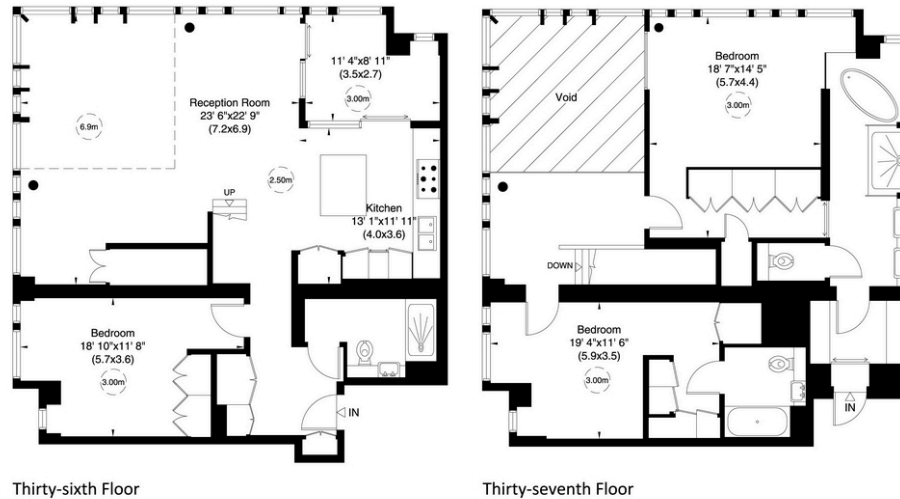 11' 4"x8' 11"
(3.5x2.7)
3.00m
Reception Room
23' 6"x22' 9"
(7.2x6.9)
6.9m
2.50m
UP
Kitchen
13' 1"x11' 11"
(4.0x3.6)
Bedroom
18' 10"x11' 8"
(5.7x3.6)
3.00m
IN
Thirty-sixth Floor
Bedroom
18' 7"x14' 5"
(5.7x4.4)
3.00m
Void
DOWN
Bedroom
19' 4"x11' 6"
(5.9x3.5)
3.00m
IN
Thirty-seventh Floor